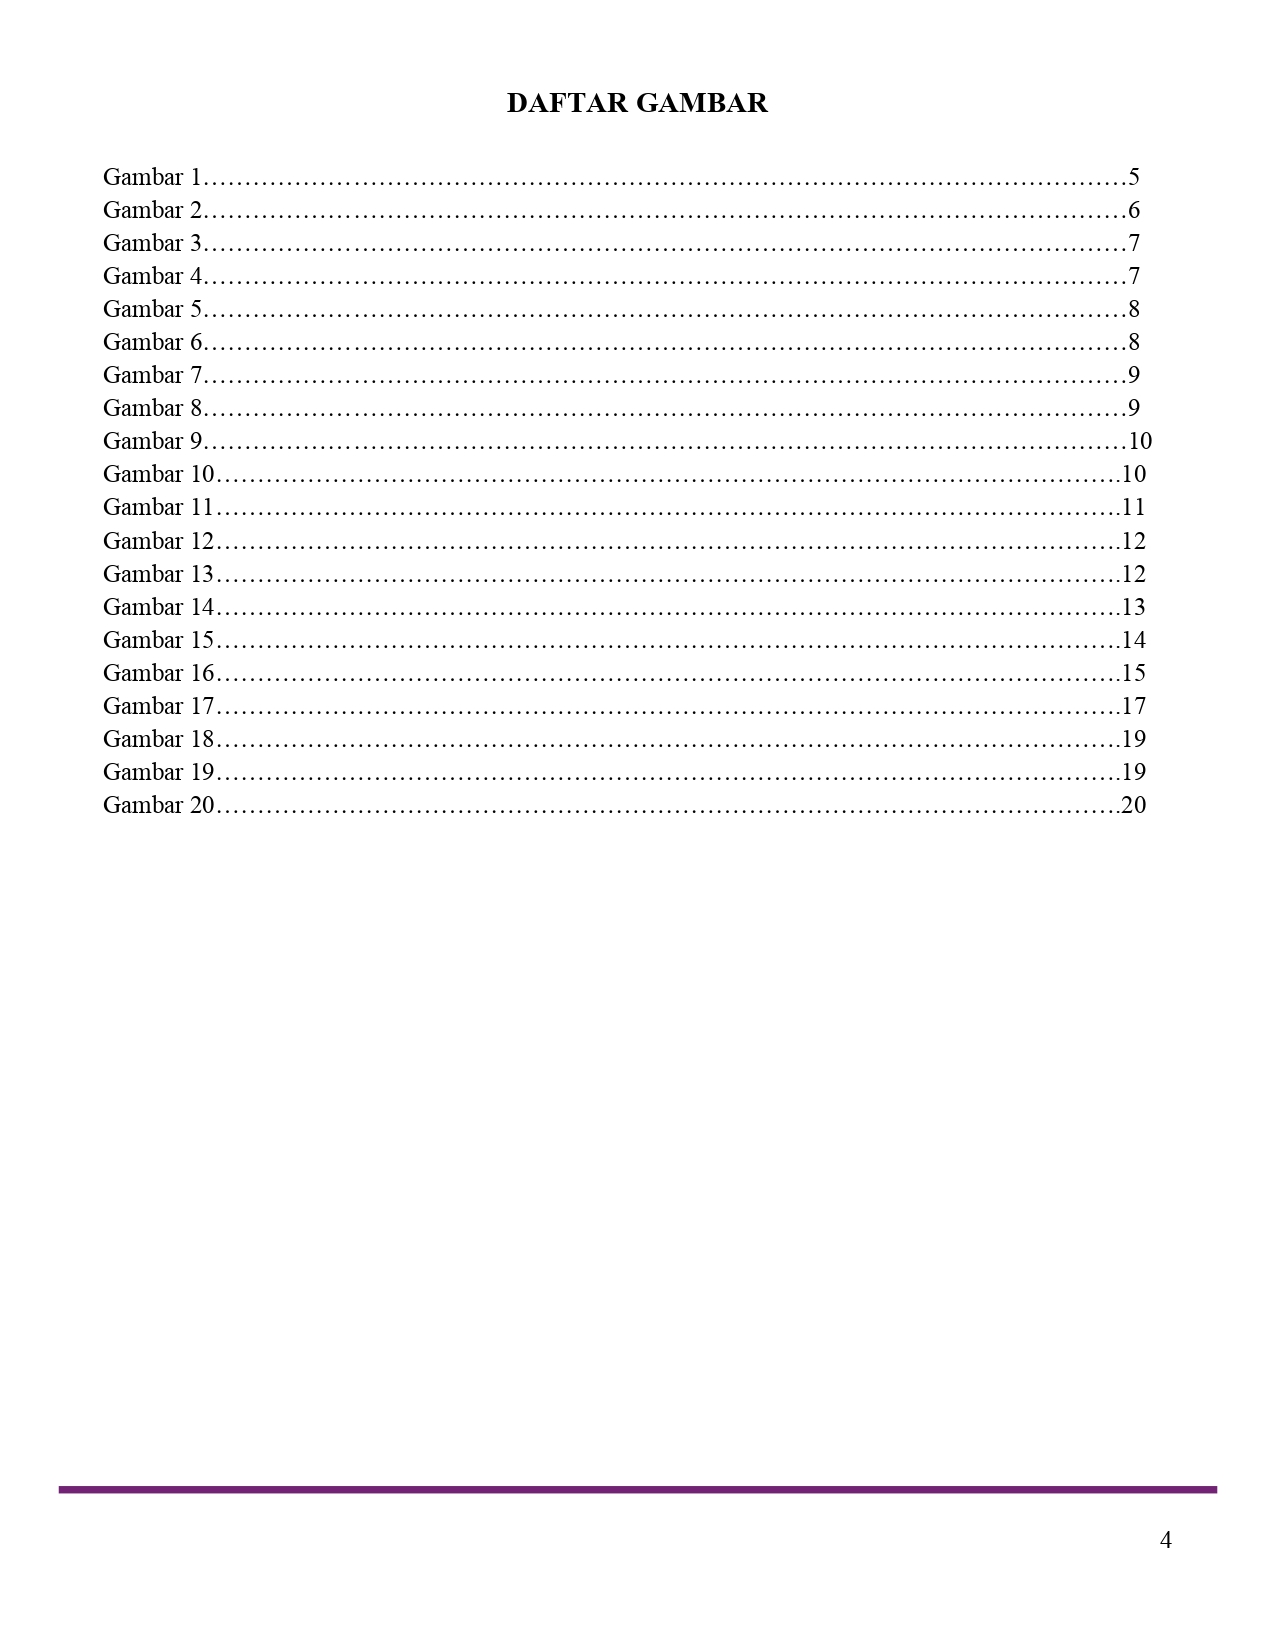 DAFTAR GAMBAR
Gambar 1……………………………………………………………………………………………………5
Gambar 2……………………………………………………………………………………………………6
Gambar 3……………………………………………………………………………………………………7
Gambar 4……………………………………………………………………………………………………7
Gambar 5……………………………………………………………………………………………………8
Gambar 6……………………………………………………………………………………………………8
Gambar 7……………………………………………………………………………………………………9
Gambar 8……………………………………………………………………………………………………9
Gambar 9……………………………………………………………………………………………………10
Gambar 10………………………………………………………………………………………………….10
Gambar 11………………………………………………………………………………………………….11
Gambar 12………………………………………………………………………………………………….12
Gambar 13………………………………………………………………………………………………….12
Gambar 14………………………………………………………………………………………………….13
Gambar 15………………………………………………………………………………………………….14
Gambar 16………………………………………………………………………………………………….15
Gambar 17………………………………………………………………………………………………….17
Gambar 18………………………………………………………………………………………………….19
Gambar 19………………………………………………………………………………………………….19
Gambar 20………………………………………………………………………………………………….20
4